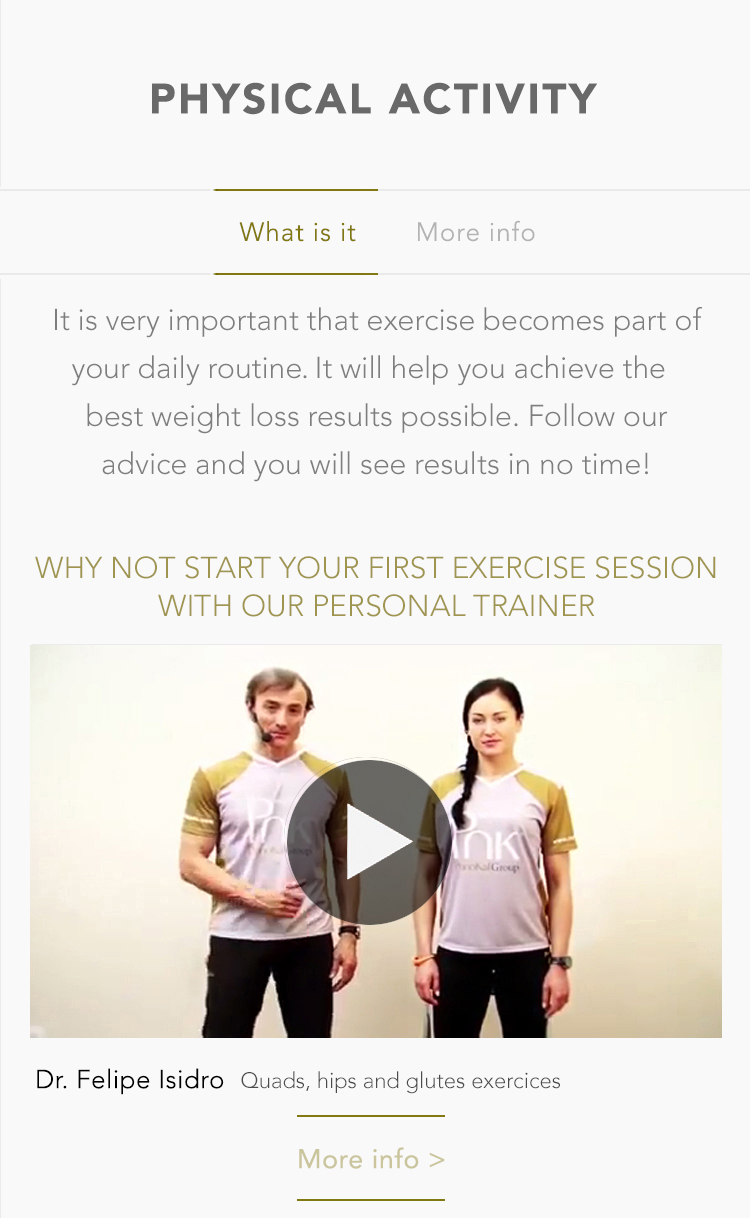 PHYSICAL ACTIVITY
What is it More info
It is very important that exercise becomes part of
your daily routine. It will help you achieve the
best weight loss results possible. Follow our
advice and you will see results in no time!
WHY NOT START YOUR FIRST EXERCISE SESSION
WITH OUR PERSONAL TRAINER
Pnk
PronoKal Group
Dr. Felipe Isidro Quads, hips and glutes exercices
More info >